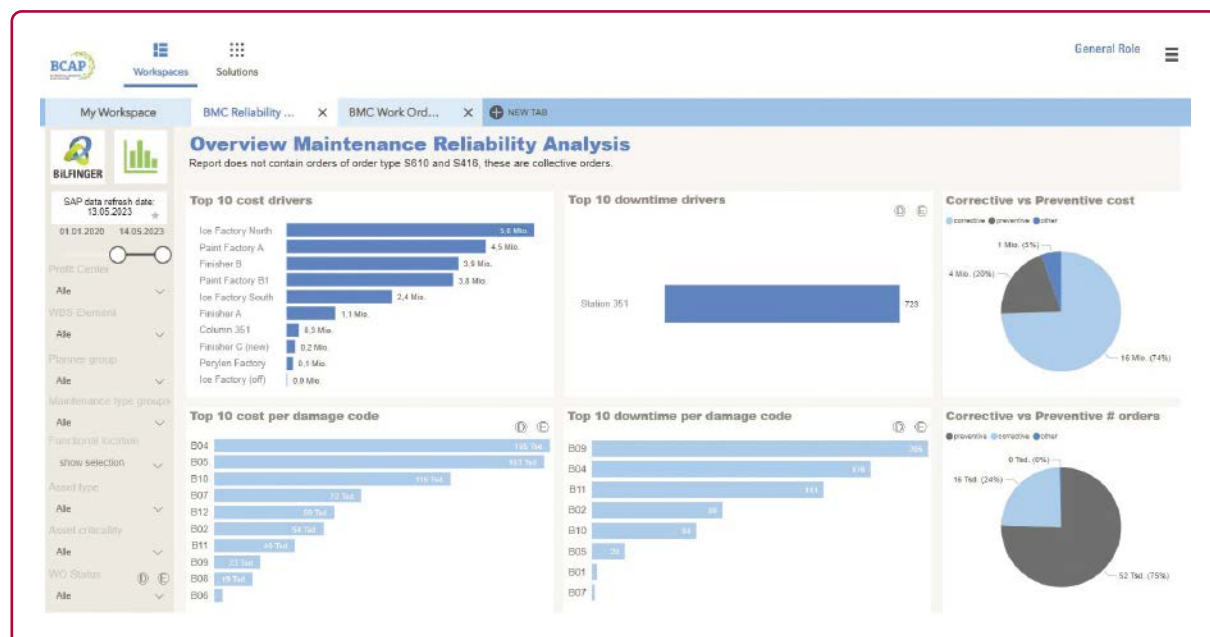 General Role
BCAP
Workspaces
Solutions
My Workspace
BMC Reliability ...
BMC Work Ord...
NEW TAB
BILFINGER
Overview Maintenance Reliability Analysis
Report does not contain orders of order type S610 and S416, these are collective orders.
SAP data refresh date:
13.05.2023
01.01.2020 14.05.2023
Profit Center
Alle
WBS Element
Alle
Planner group
Alle
Maintenance type groups
Alle
Functional location
show selection
Asset type
Alle
Asset criticality
Alle
WO Status D E
Alle
Top 10 cost drivers
Ice Factory North 5,8 Mio.
Paint Factory A 4,5 Mio.
Finisher B 3,9 Mio.
Paint Factory B1 3,8 Mio.
Ice Factory South 2,4 Mio.
Finisher A 1,1 Mio.
Column 351 0,3 Mio.
Finisher C (new) 0,2 Mio.
Perylen Factory 0,1 Mio.
Ice Factory (off) 0,0 Mio.
Top 10 downtime drivers
D E
Station 351 723
Corrective vs Preventive cost
corrective preventive other
1 Mio. (5%)
4 Mio. (20%)
16 Mio. (74%)
Top 10 cost per damage code
D E
B04
B05
B10 116 Tsd.
B07
B12
B02 54 Tsd.
B11
B09
B08
B06
Top 10 downtime per damage code
D E
B09
B04
B11
B02
B10
B05
B01
B07
Corrective vs Preventive # orders
preventive corrective other
0 Tsd. (0%)
16 Tsd. (24%)
52 Tsd. (75%)